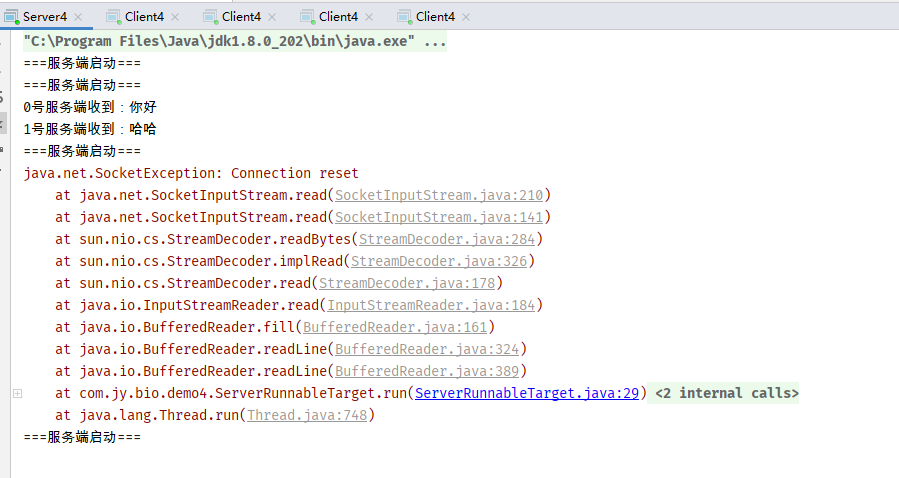 Server4 Client4 Client4 Client4 Client4
"C:\Program Files\Java\jdk1.8.0_202\bin\java.exe" ...
===服务端启动===
===服务端启动===
0号服务端收到：你好
1号服务端收到：哈哈
===服务端启动===
java.net.SocketException: Connection reset
at java.net.SocketInputStream.read(SocketInputStream.java:210)
at java.net.SocketInputStream.read(SocketInputStream.java:141)
at sun.nio.cs.StreamDecoder.readBytes(StreamDecoder.java:284)
at sun.nio.cs.StreamDecoder.implRead(StreamDecoder.java:326)
at sun.nio.cs.StreamDecoder.read(StreamDecoder.java:178)
at java.io.InputStreamReader.read(InputStreamReader.java:184)
at java.io.BufferedReader.fill(BufferedReader.java:161)
at java.io.BufferedReader.readLine(BufferedReader.java:324)
at java.io.BufferedReader.readLine(BufferedReader.java:389)
at com.jy.bio.demo4.ServerRunnableTarget.run(ServerRunnableTarget.java:29) <2 internal calls>
at java.lang.Thread.run(Thread.java:748)
===服务端启动===